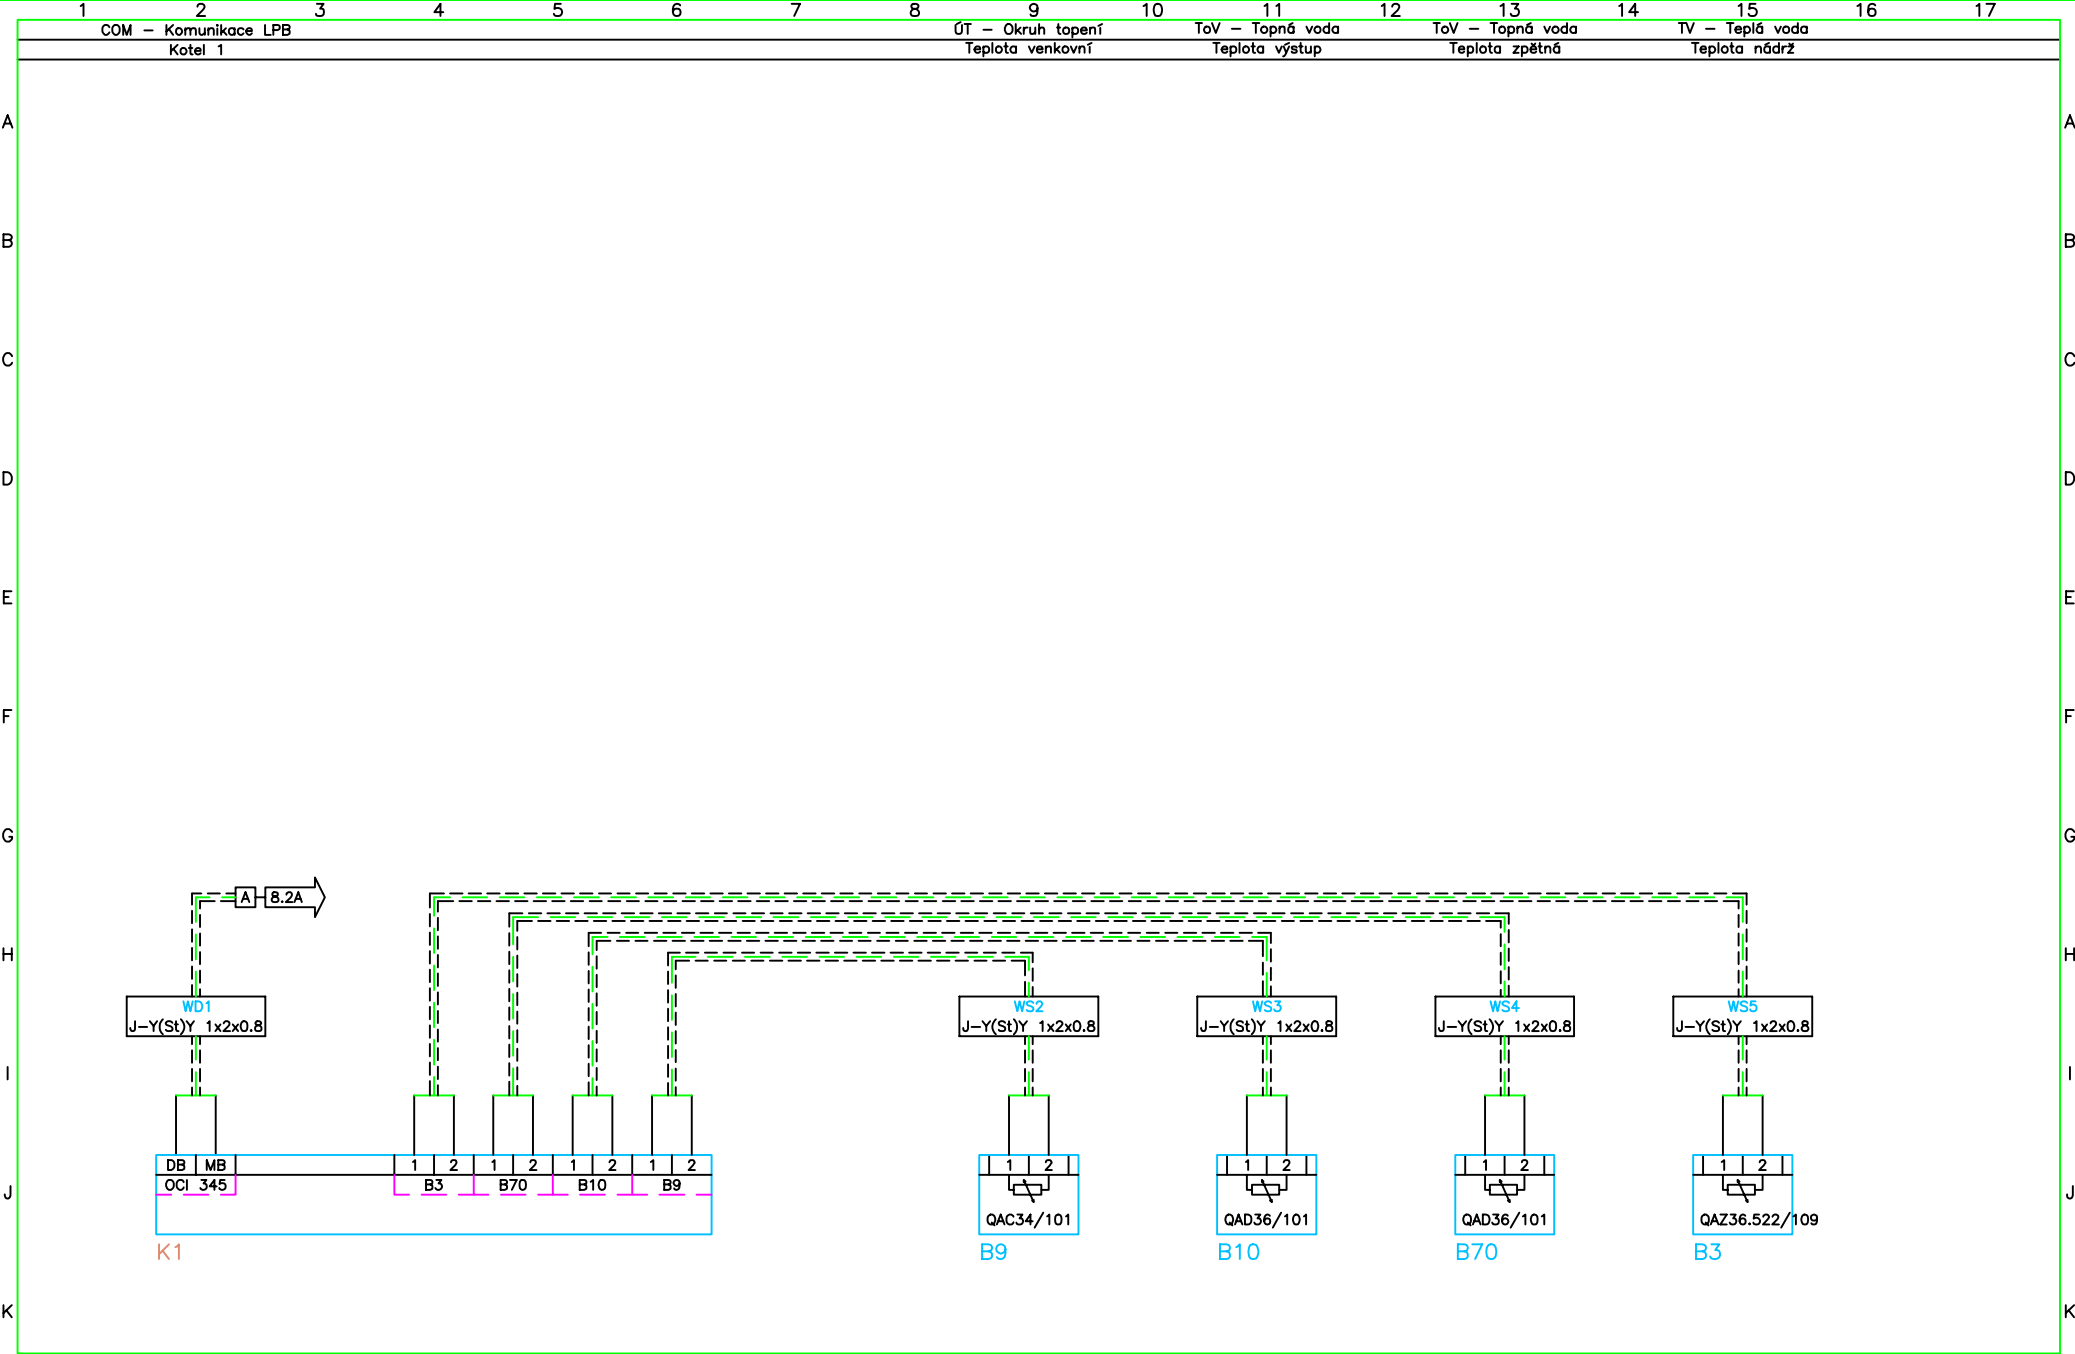 1 2 3 4 5 6 7 8 9 10 11 12 13 14 15 16 17
COM – Komunikace LPB ÚT – Okruh topení ToV – Topná voda ToV – Topná voda TV – Teplá voda
Kotel 1 Teplota venkovní Teplota výstup Teplota zpětná Teplota nádrž
A A
B B
C C
D D
E E
F F
G G
A 8.2A
H H
WD1 WS2 WS3 WS4 WS5
J–Y(St)Y 1x2x0.8 J–Y(St)Y 1x2x0.8 J–Y(St)Y 1x2x0.8 J–Y(St)Y 1x2x0.8 J–Y(St)Y 1x2x0.8
I I
DB MB 1 2 1 2 1 2 1 2 1 2 1 2 1 2 1 2
OCI 345 B3 B70 B10 B9
J J
QAC34/101 QAD36/101 QAD36/101 QAZ36.522/109
K1 B9 B10 B70 B3
K K